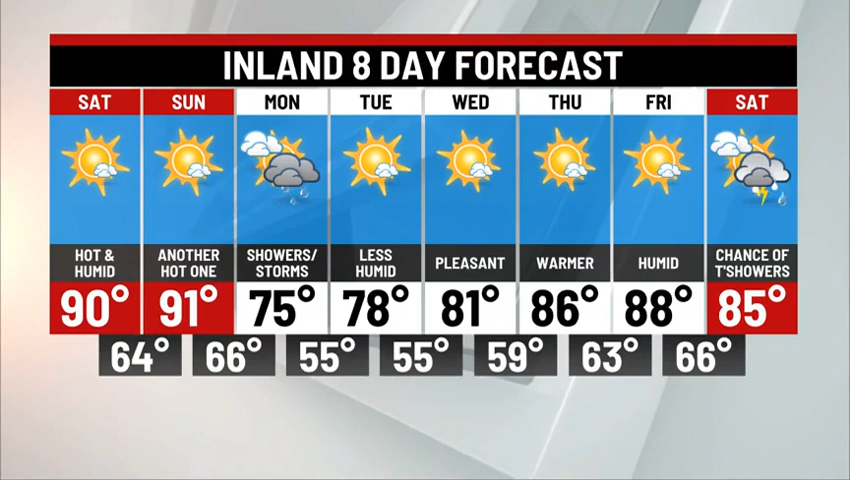 INLAND 8 DAY FORECAST
SAT SUN MON TUE WED THU FRI SAT
HOT & ANOTHER SHOWERS/ LESS PLEASANT WARMER HUMID CHANCE OF
HUMID HOT ONE STORMS HUMID T'SHOWERS
90° 91° 75° 78° 81° 86° 88° 85°
64° 66° 55° 55° 59° 63° 66°